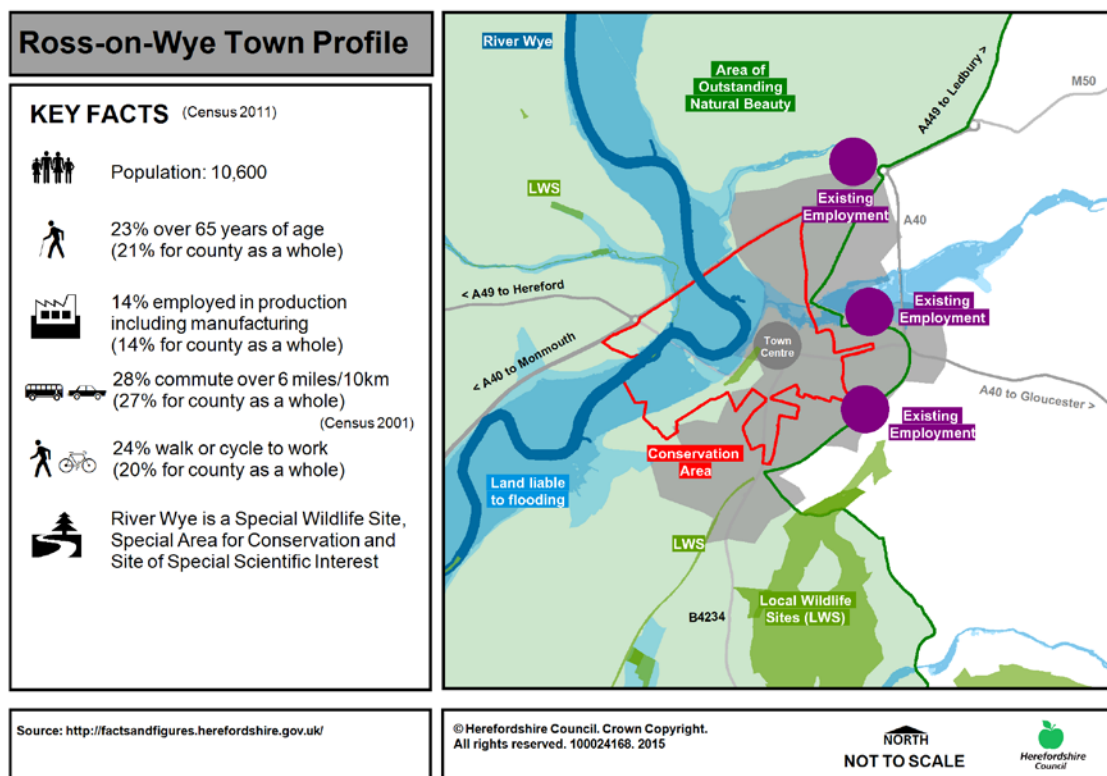 Ross-on-Wye Town Profile
KEY FACTS (Census 2011)
Population: 10,600
23% over 65 years of age
(21% for county as a whole)
14% employed in production
including manufacturing
(14% for county as a whole)
28% commute over 6 miles/10km
(27% for county as a whole)
(Census 2001)
24% walk or cycle to work
(20% for county as a whole)
River Wye is a Special Wildlife Site,
Special Area for Conservation and
Site of Special Scientific Interest
River Wye
Area of
Outstanding
Natural Beauty
A449 to Ledbury >
M50
LWS
Existing
Employment
A40
< A49 to Hereford
Existing
Employment
Town
Centre
< A40 to Monmouth
A40 to Gloucester >
Existing
Employment
Conservation
Area
Land liable
to flooding
LWS
Local Wildlife
Sites (LWS)
B4234
Source: http://factsandfigures.herefordshire.gov.uk/
© Herefordshire Council. Crown Copyright.
All rights reserved. 100024168. 2015
NORTH
NOT TO SCALE
Herefordshire
Council